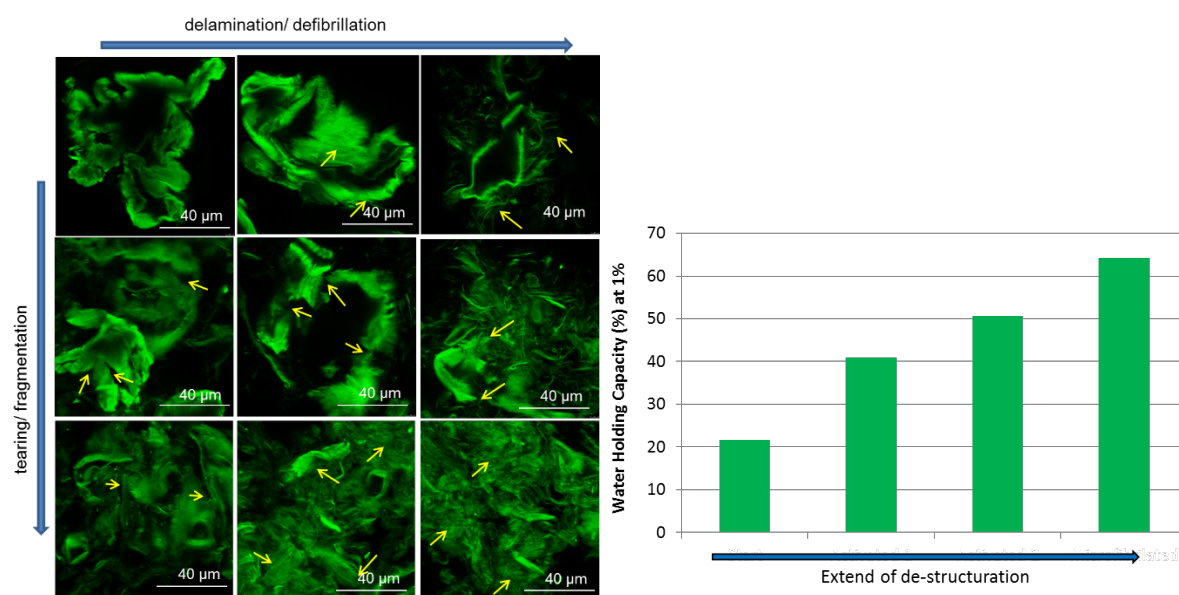 delamination/ defibrillation
tearing/ fragmentation
40 µm
40 µm
40 µm
40 µm
40 µm
40 µm
40 µm
40 µm
40 µm
Water Holding Capacity (%) at 1%
70
60
50
40
30
20
10
0
Extend of de-structuration